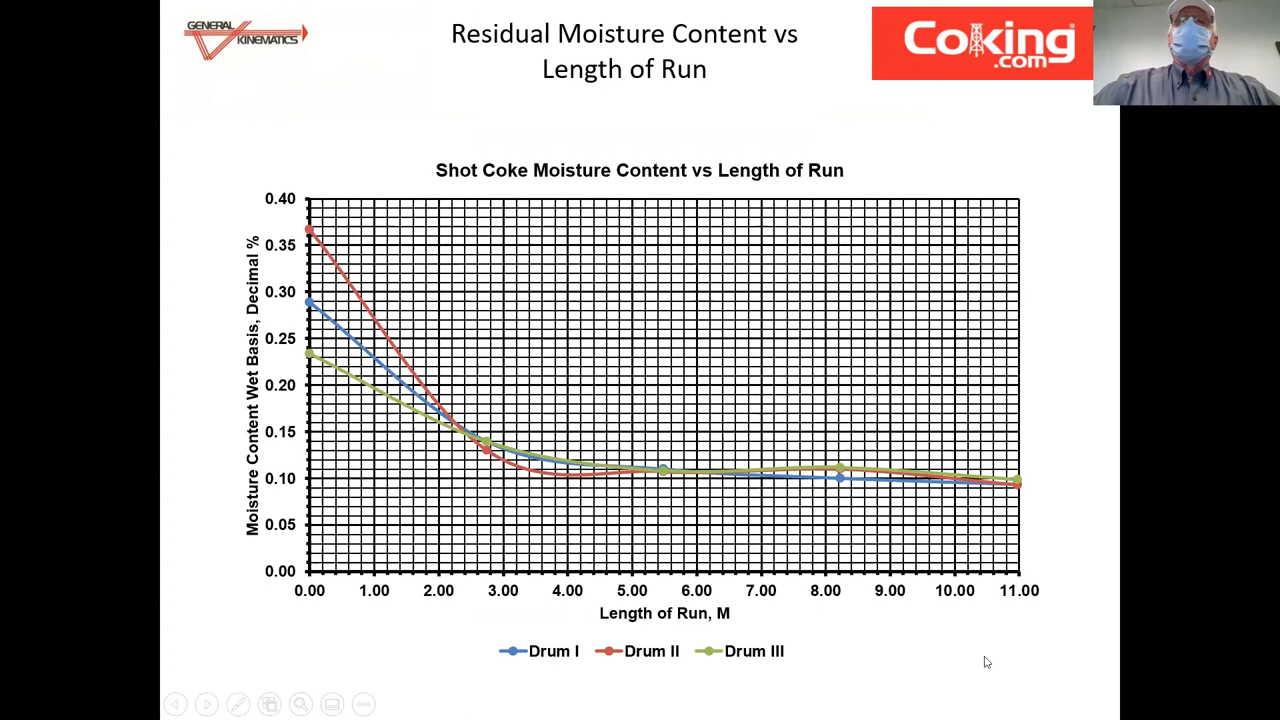 GENERAL
KINEMATICS
Residual Moisture Content vs
Length of Run
Coking
.com
Shot Coke Moisture Content vs Length of Run
Moisture Content Wet Basis, Decimal %
0.40
0.35
0.30
0.25
0.20
0.15
0.10
0.05
0.00
0.00 1.00 2.00 3.00 4.00 5.00 6.00 7.00 8.00 9.00 10.00 11.00
Length of Run, M
Drum I Drum II Drum III